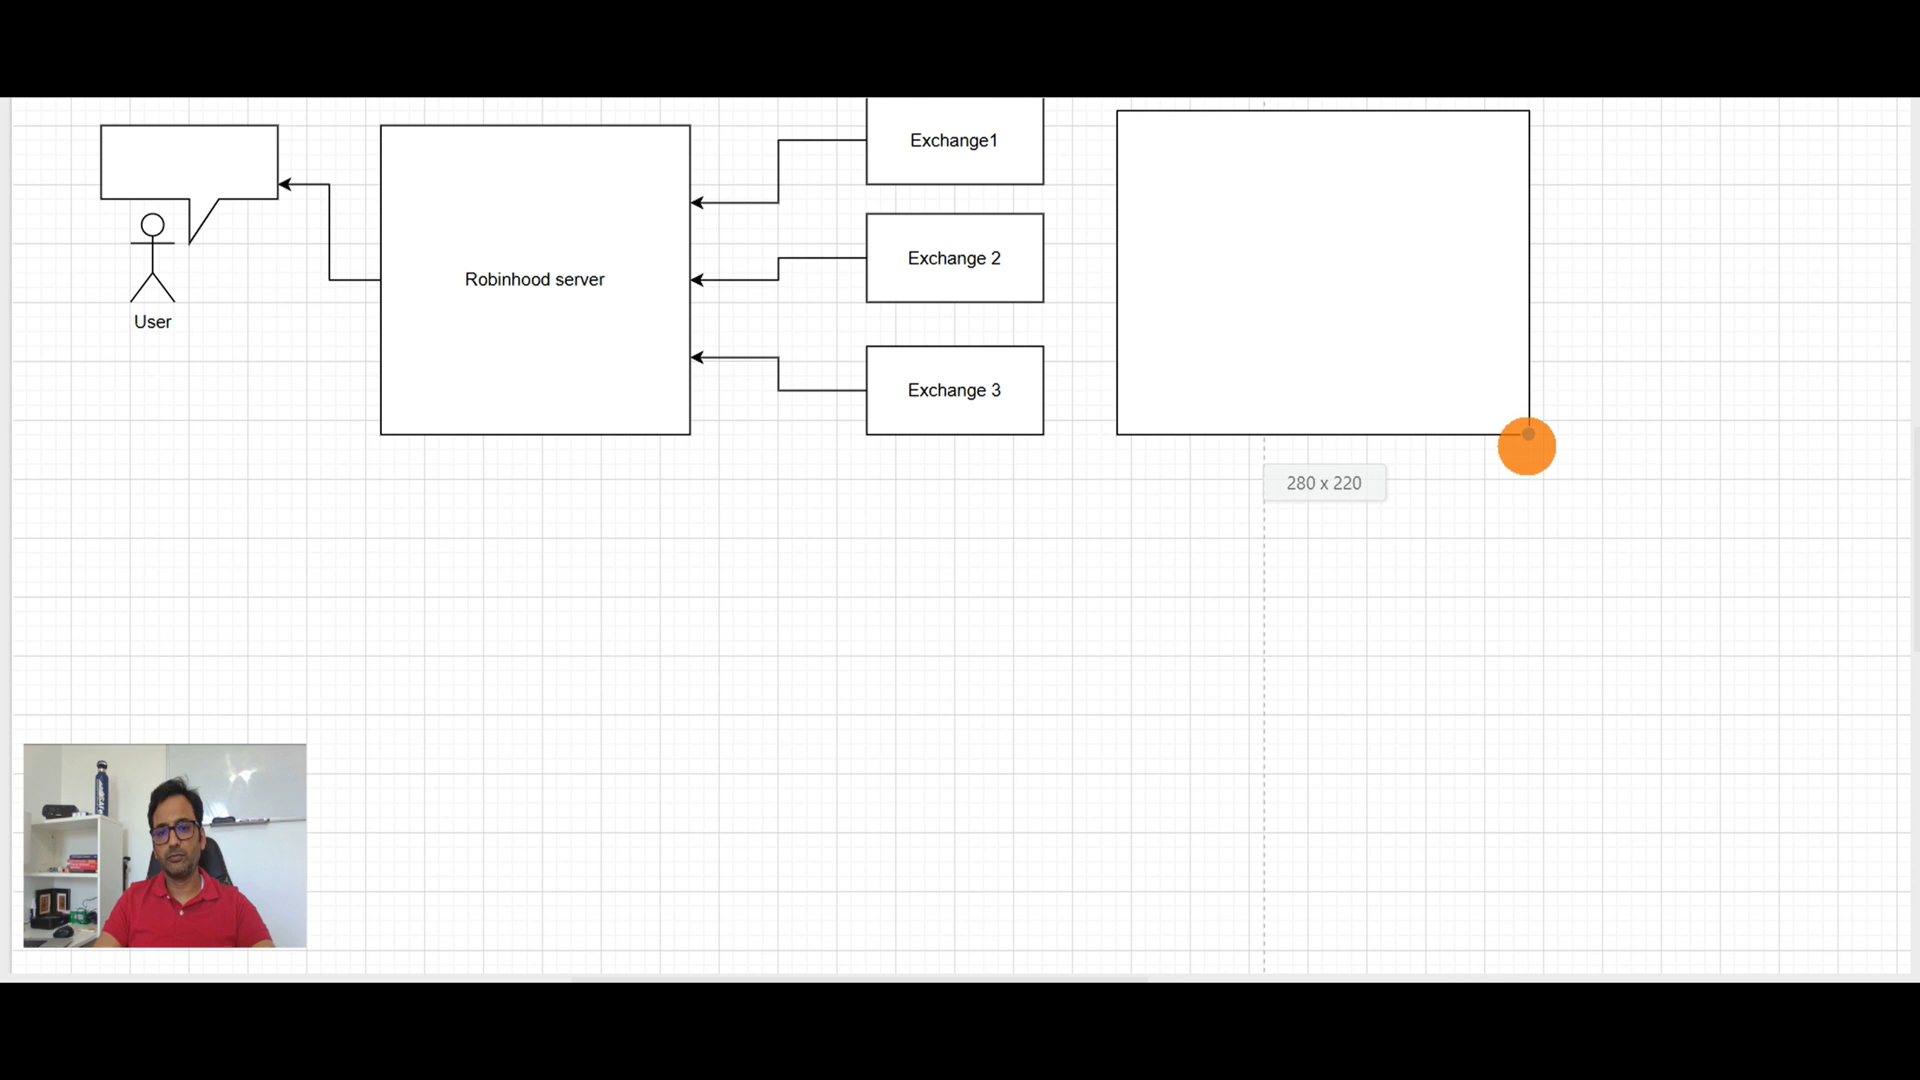 Exchange1
Exchange 2
Robinhood server
User
Exchange 3
280 x 220